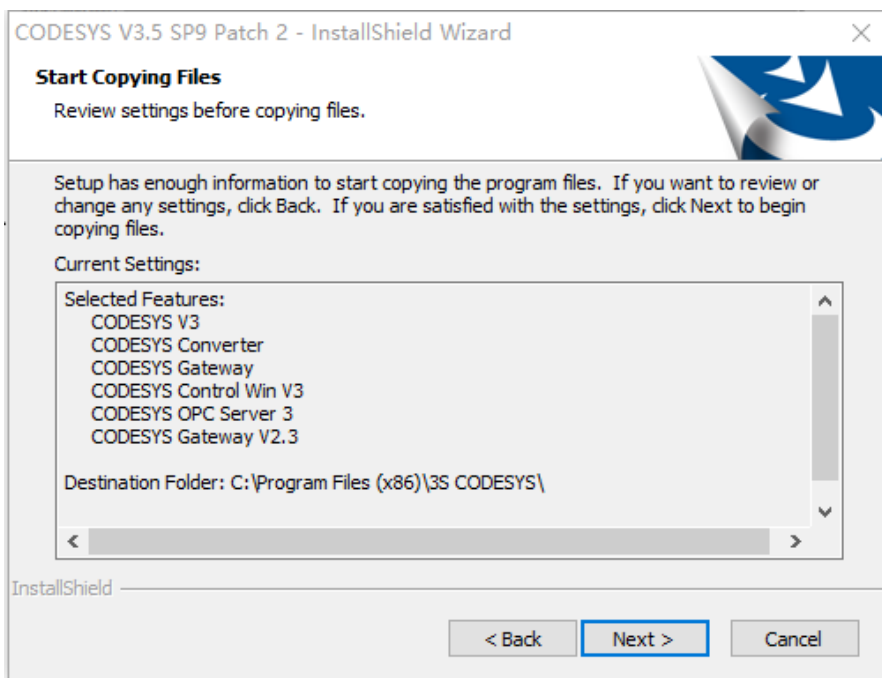 CODESYS V3.5 SP9 Patch 2 - InstallShield Wizard
Start Copying Files
Review settings before copying files.
Setup has enough information to start copying the program files. If you want to review or
change any settings, click Back. If you are satisfied with the settings, click Next to begin
copying files.
Current Settings:
Selected Features:
CODESYS V3
CODESYS Converter
CODESYS Gateway
CODESYS Control Win V3
CODESYS OPC Server 3
CODESYS Gateway V2.3
Destination Folder: C:\Program Files (x86)\3S CODESYS\
InstallShield
< Back
Next >
Cancel